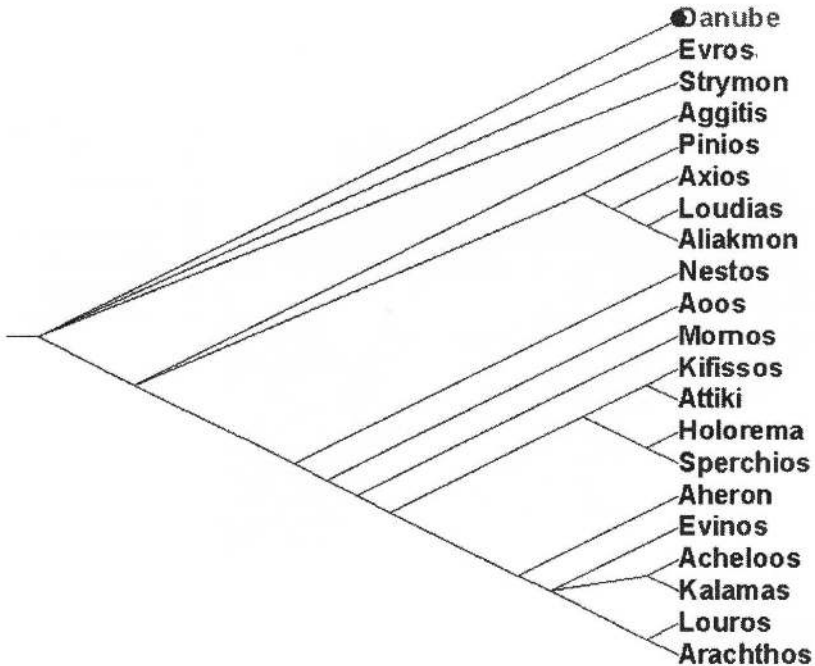 Danube
Evros
Strymon
Aggitis
Pinios
Axios
Loudias
Aliakmon
Nestos
Aoos
Mornos
Kifissos
Attiki
Holorema
Sperchios
Aheron
Evinos
Acheloos
Kalamas
Louros
Arachthos